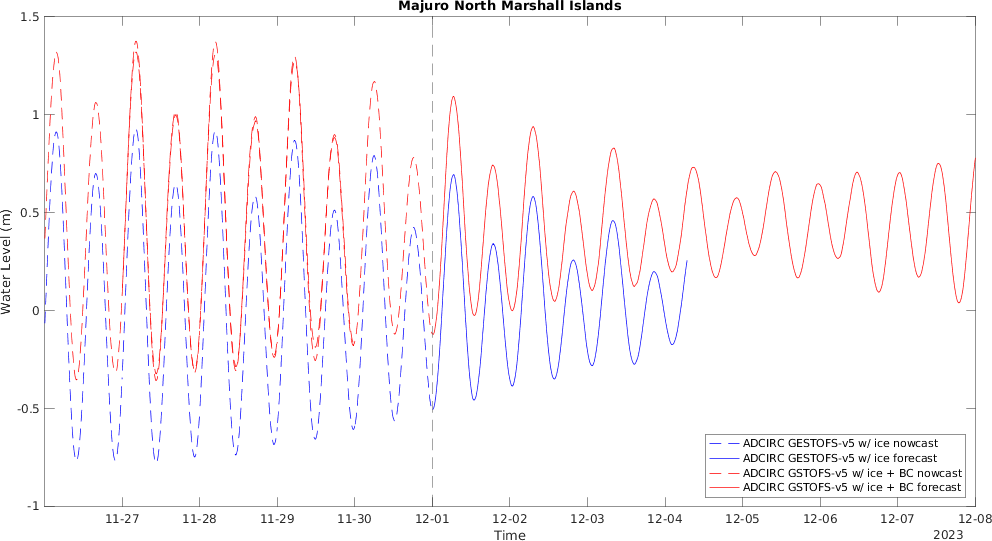 Majuro North Marshall Islands
1.5
1
0.5
0
-0.5
-1
Water Level (m)
11-27 11-28 11-29 11-30 12-01 12-02 12-03 12-04 12-05 12-06 12-07 12-08
Time
2023
ADCIRC GESTOFS-v5 w/ ice nowcast
ADCIRC GESTOFS-v5 w/ ice forecast
ADCIRC GSTOFS-v5 w/ ice + BC nowcast
ADCIRC GSTOFS-v5 w/ ice + BC forecast